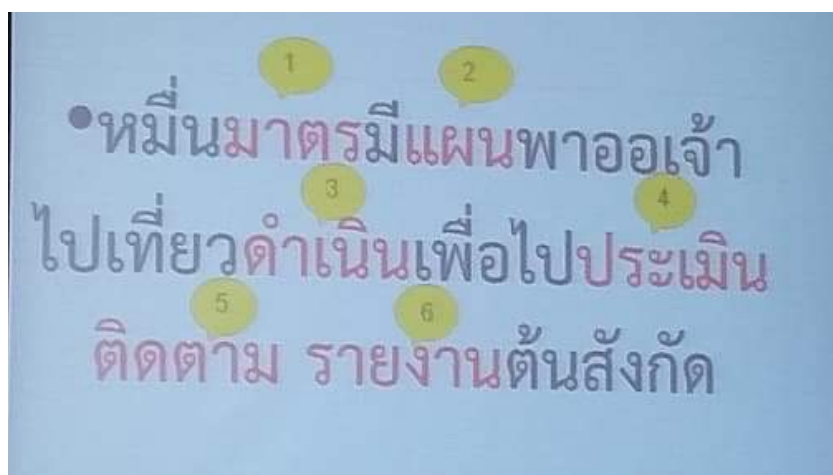 1 2
•หมื่นมาตรมีแผนพาออเจ้า
3 4
ไปเที่ยวดำเนินเพื่อไปประเมิน
5 6
ติดตาม รายงานต้นสังกัด